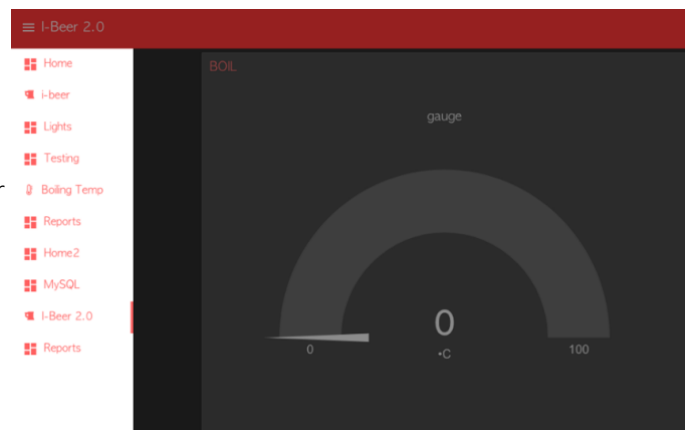 I-Beer 2.0
Home
i-beer
Lights
Testing
Boiling Temp
Reports
Home2
MySQL
I-Beer 2.0
Reports
BOIL
gauge
0
0
•C
100